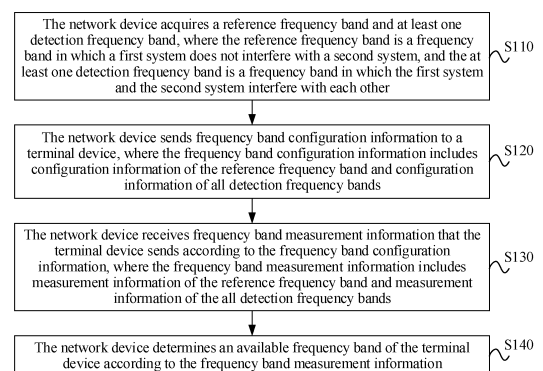 The network device acquires a reference frequency band and at least one
detection frequency band, where the reference frequency band is a frequency
band in which a first system does not interfere with a second system, and the at
least one detection frequency band is a frequency band in which the first system
and the second system interfere with each other
S110
The network device sends frequency band configuration information to a
terminal device, where the frequency band configuration information includes
configuration information of the reference frequency band and configuration
information of all detection frequency bands
S120
The network device receives frequency band measurement information that the
terminal device sends according to the frequency band configuration
information, where the frequency band measurement information includes
measurement information of the reference frequency band and measurement
information of the all detection frequency bands
S130
The network device determines an available frequency band of the terminal
device according to the frequency band measurement information
S140